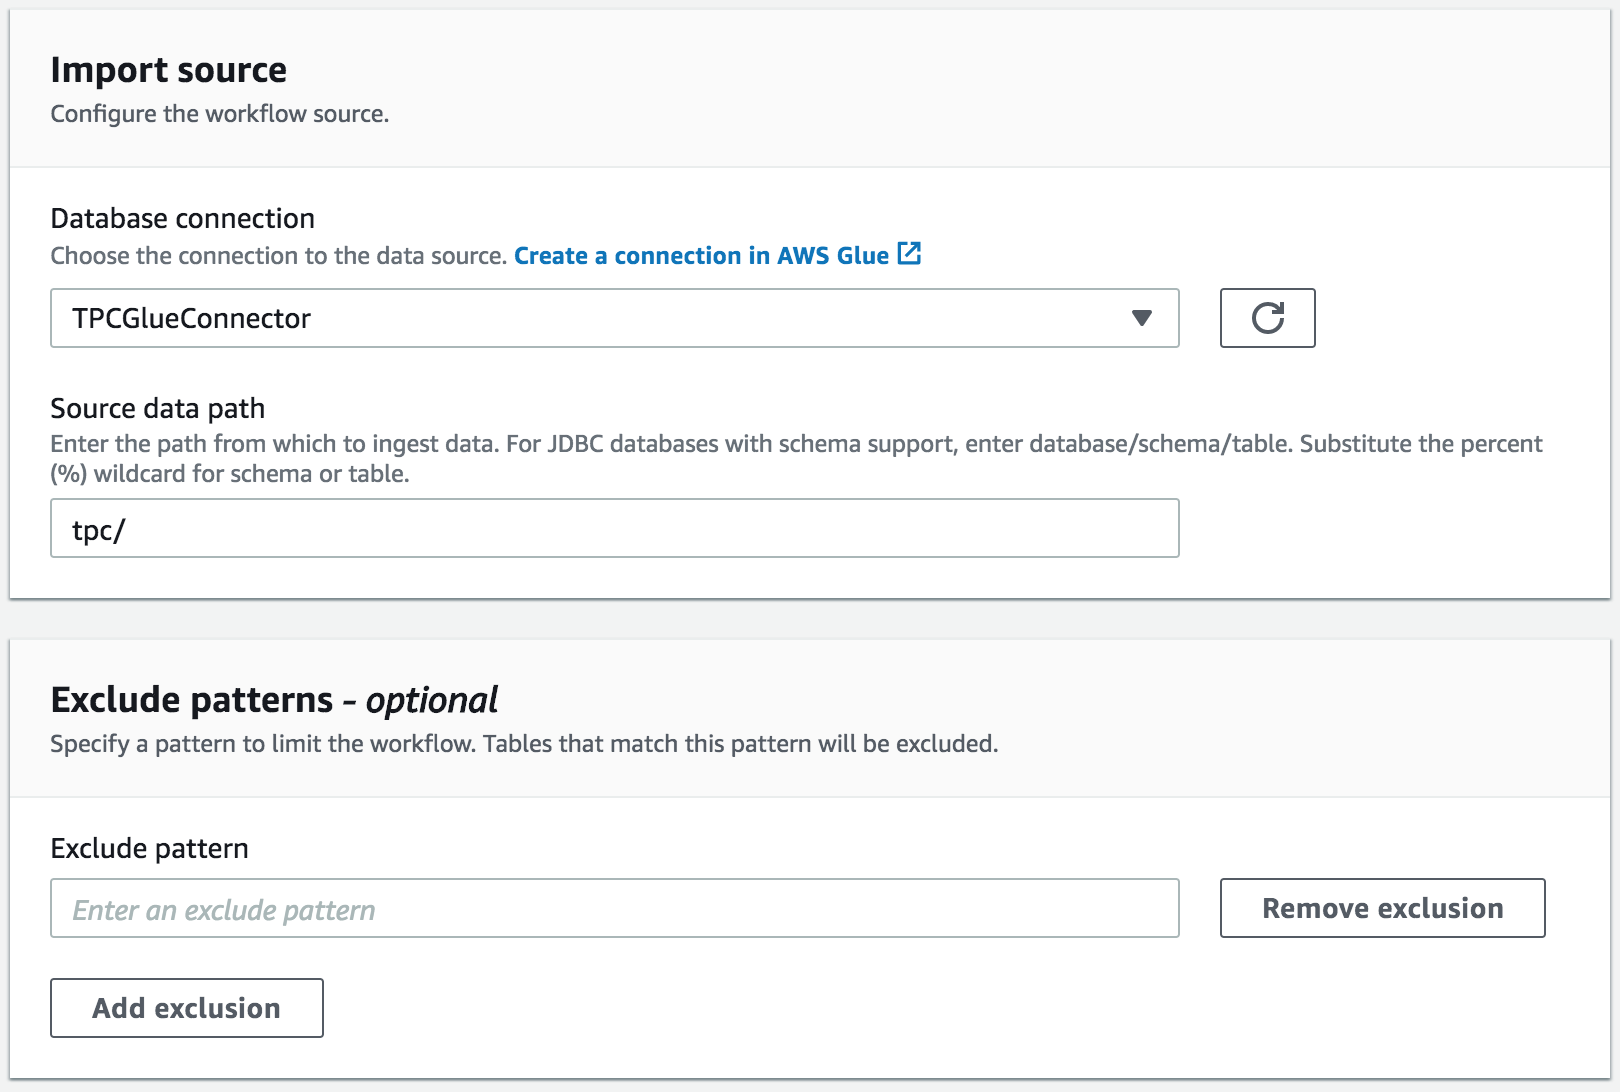 Import source
Configure the workflow source.
Database connection
Choose the connection to the data source. Create a connection in AWS Glue
TPCGlueConnector
Source data path
Enter the path from which to ingest data. For JDBC databases with schema support, enter database/schema/table. Substitute the percent
(%) wildcard for schema or table.
tpc/
Exclude patterns - optional
Specify a pattern to limit the workflow. Tables that match this pattern will be excluded.
Exclude pattern
Enter an exclude pattern
Remove exclusion
Add exclusion